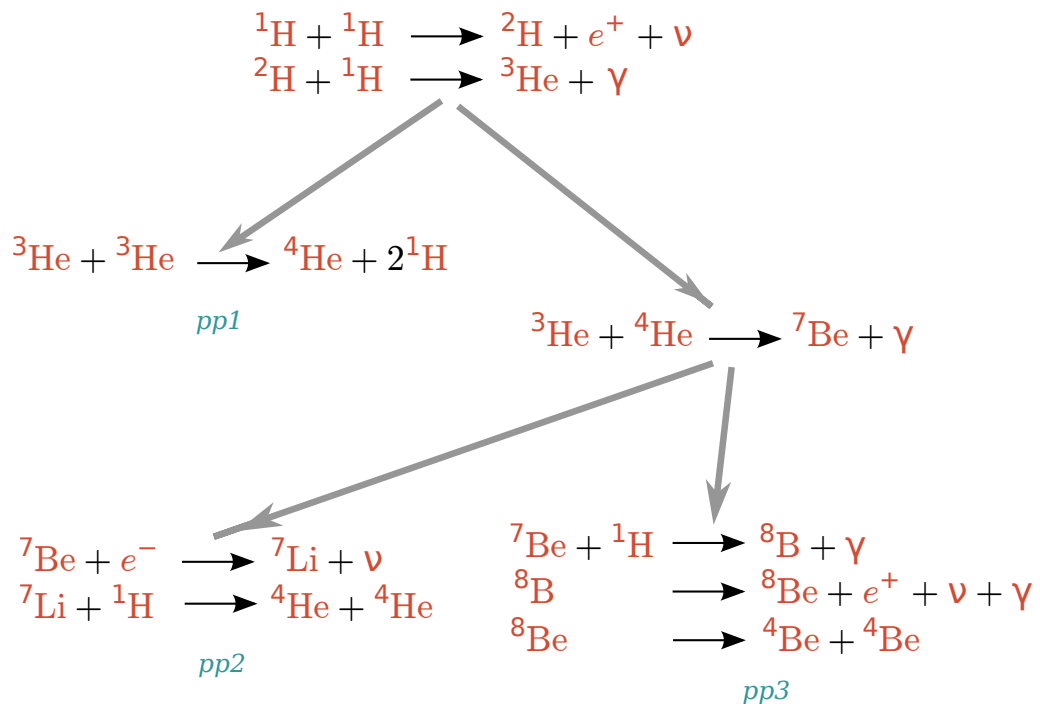 ¹H + ¹H ⟶ ²H + e⁺ + ν
²H + ¹H ⟶ ³He + γ
³He + ³He ⟶ ⁴He + 2¹H
pp1
³He + ⁴He ⟶ ⁷Be + γ
⁷Be + e⁻ ⟶ ⁷Li + ν
⁷Li + ¹H ⟶ ⁴He + ⁴He
pp2
⁷Be + ¹H ⟶ ⁸B + γ
⁸B ⟶ ⁸Be + e⁺ + ν + γ
⁸Be ⟶ ⁴Be + ⁴Be
pp3